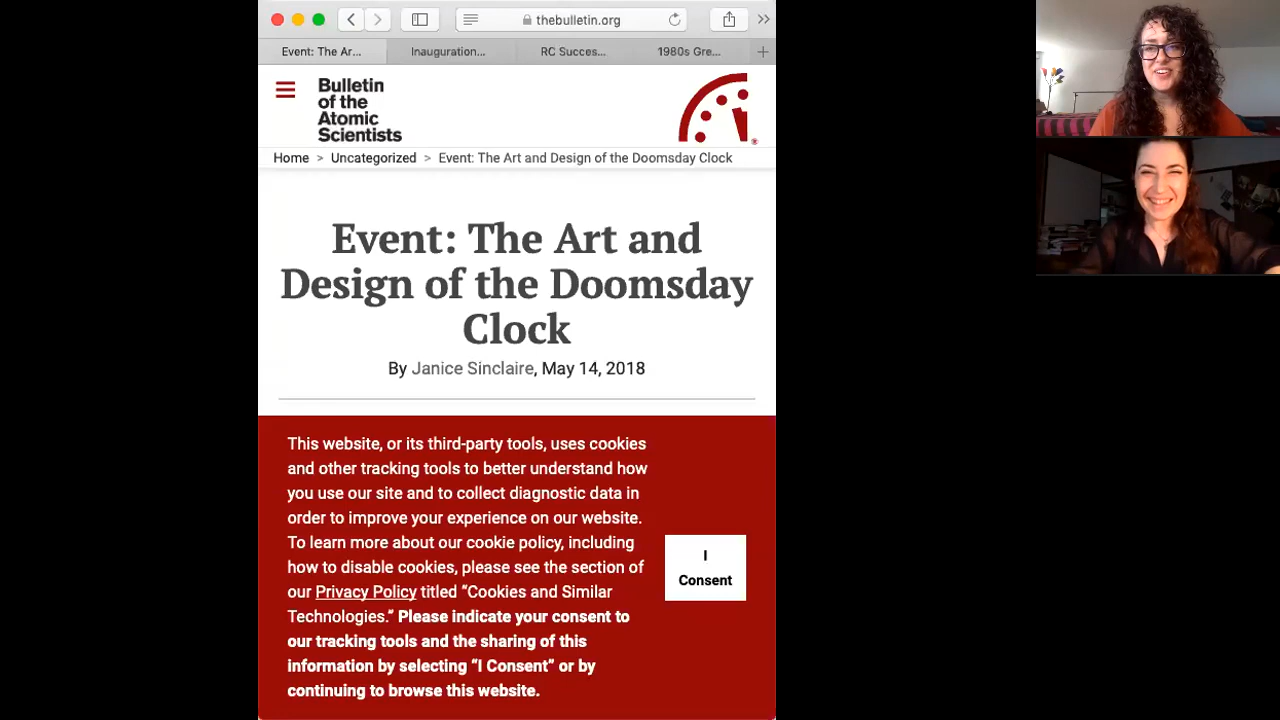 thebulletin.org
Event: The Ar...
Inauguration...
RC Succes...
1980s Gre...
Bulletin
of the
Atomic
Scientists
Home > Uncategorized > Event: The Art and Design of the Doomsday Clock
Event: The Art and
Design of the Doomsday
Clock
By Janice Sinclaire, May 14, 2018
This website, or its third-party tools, uses cookies
and other tracking tools to better understand how
you use our site and to collect diagnostic data in
order to improve your experience on our website.
To learn more about our cookie policy, including
how to disable cookies, please see the section of
our Privacy Policy titled “Cookies and Similar
Technologies.” Please indicate your consent to
our tracking tools and the sharing of this
information by selecting “I Consent” or by
continuing to browse this website.
I
Consent